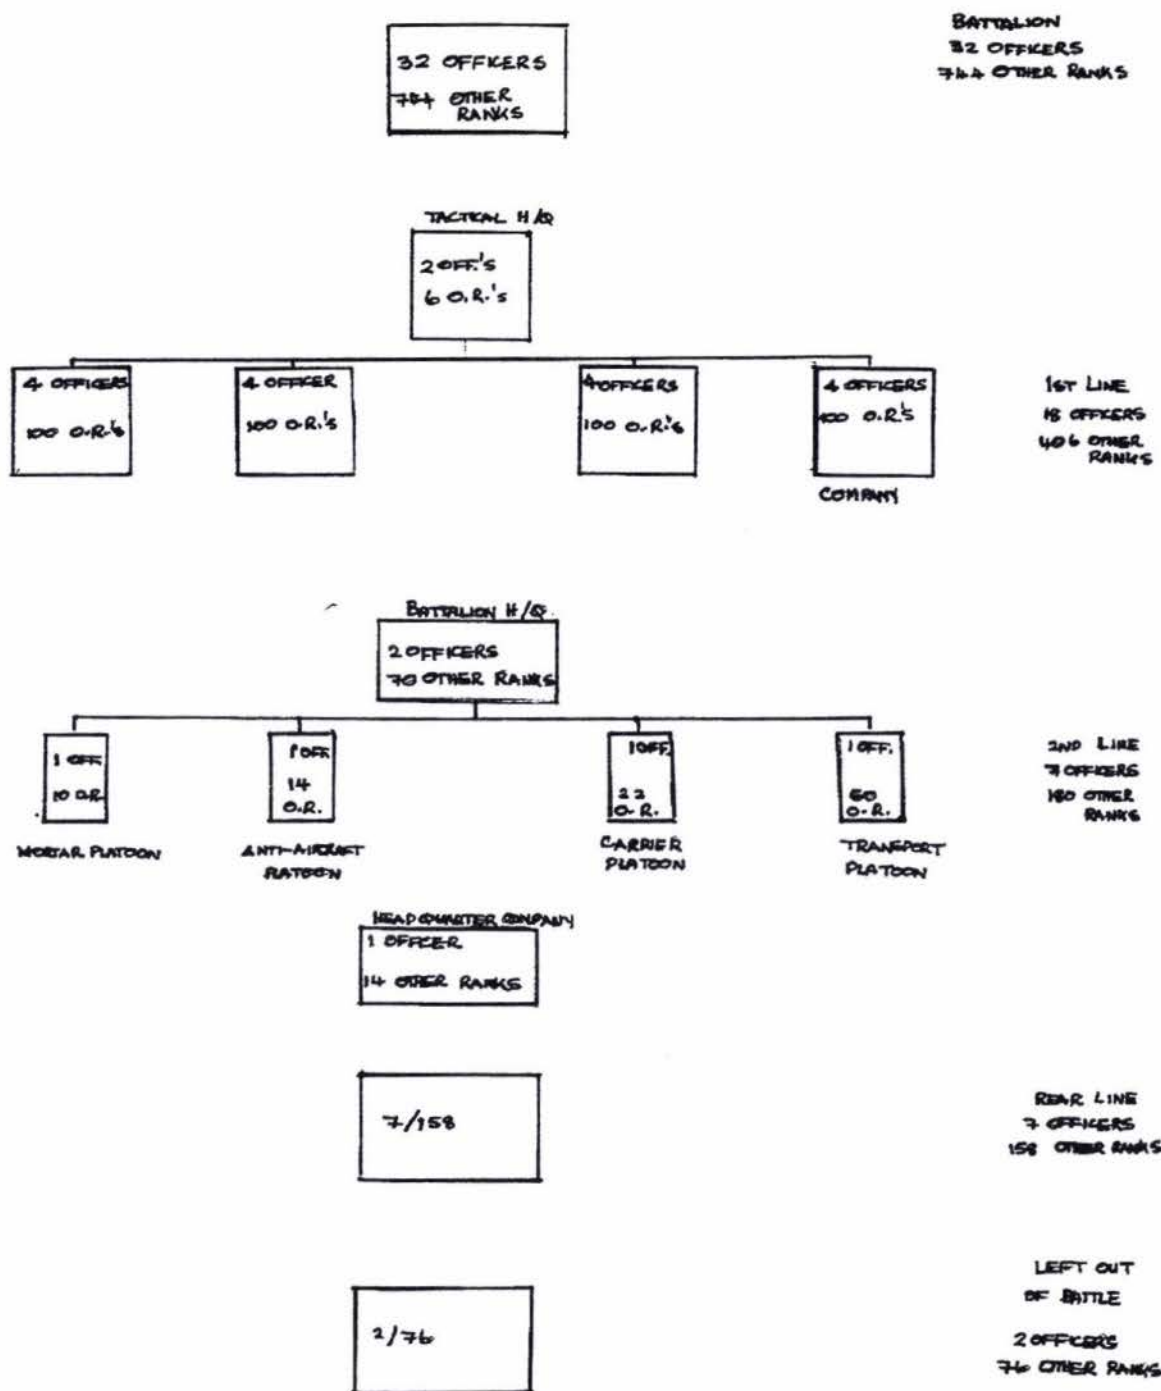 BATTALION
32 OFFICERS
744 OTHER RANKS
32 OFFICERS
744 OTHER
RANKS
TACTICAL H/Q
2 OFF.'S
6 O.R.'S
4 OFFICERS
100 O.R.'S
4 OFFICER
100 O.R.'S
4 OFFICERS
100 O.R.'S
4 OFFICERS
100 O.R.'S
COMPANY
1ST LINE
18 OFFICERS
406 OTHER
RANKS
BATTALION H/Q.
2 OFFICERS
70 OTHER RANKS
1 OFF.
10 O.R.
MORTAR PLATOON
1 OFF.
14
O.R.
ANTI-AIRCRAFT
PLATOON
1 OFF.
22
O.R.
CARRIER
PLATOON
1 OFF.
50
O.R.
TRANSPORT
PLATOON
2ND LINE
7 OFFICERS
180 OTHER
RANKS
HEADQUARTER COMPANY
1 OFFICER
14 OTHER RANKS
7/158
REAR LINE
7 OFFICERS
158 OTHER RANKS
2/76
LEFT OUT
OF BATTLE
2 OFFICERS
76 OTHER RANKS